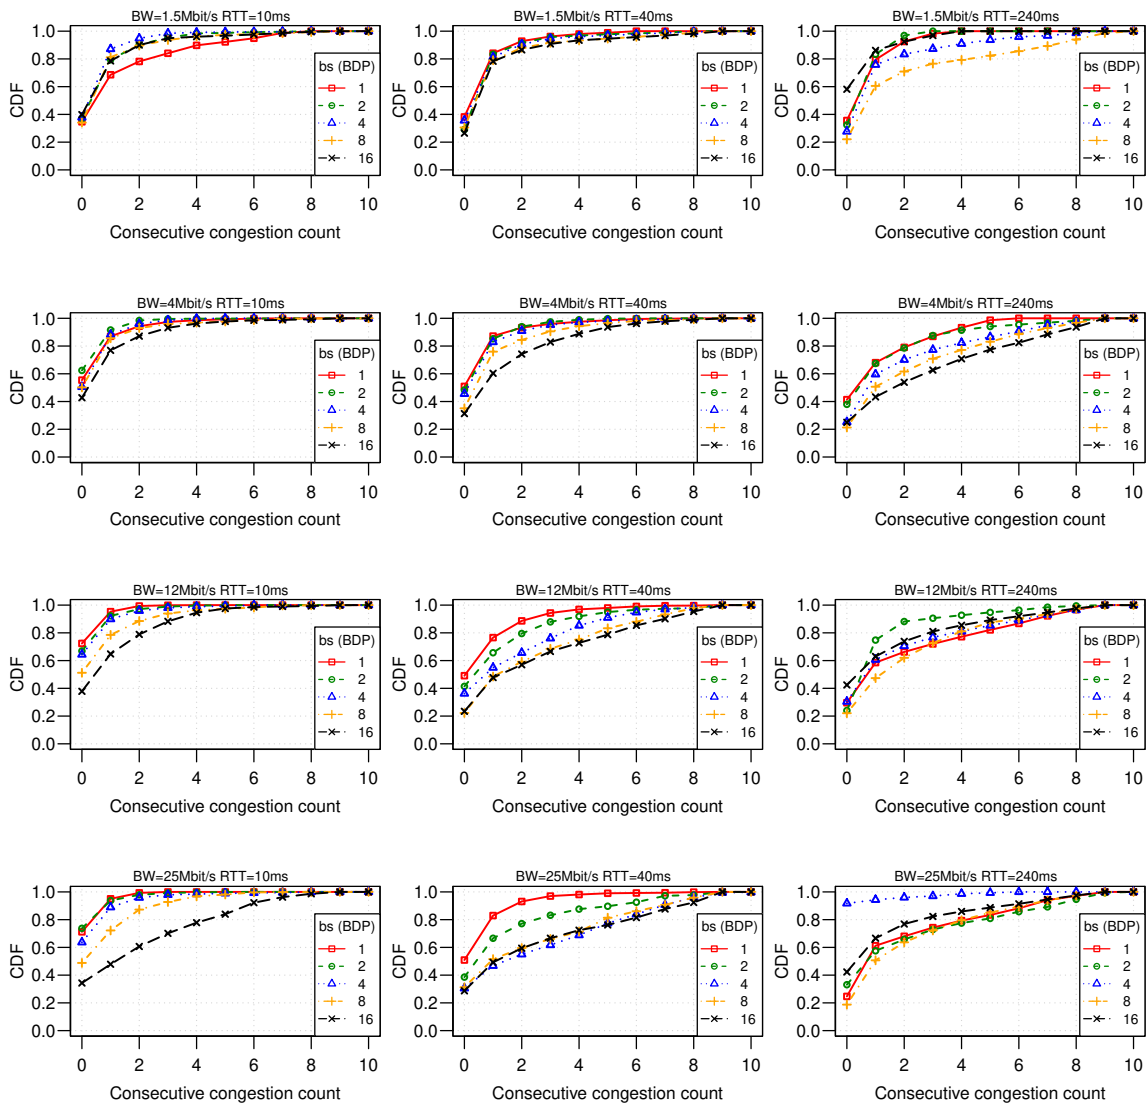 BW=1.5Mbit/s RTT=10ms
CDF
1.0
0.8
0.6
0.4
0.2
0.0
bs (BDP)
1
2
4
8
16
0 2 4 6 8 10
Consecutive congestion count
BW=1.5Mbit/s RTT=40ms
CDF
1.0
0.8
0.6
0.4
0.2
0.0
bs (BDP)
1
2
4
8
16
0 2 4 6 8 10
Consecutive congestion count
BW=1.5Mbit/s RTT=240ms
CDF
1.0
0.8
0.6
0.4
0.2
0.0
bs (BDP)
1
2
4
8
16
0 2 4 6 8 10
Consecutive congestion count
BW=4Mbit/s RTT=10ms
CDF
1.0
0.8
0.6
0.4
0.2
0.0
bs (BDP)
1
2
4
8
16
0 2 4 6 8 10
Consecutive congestion count
BW=4Mbit/s RTT=40ms
CDF
1.0
0.8
0.6
0.4
0.2
0.0
bs (BDP)
1
2
4
8
16
0 2 4 6 8 10
Consecutive congestion count
BW=4Mbit/s RTT=240ms
CDF
1.0
0.8
0.6
0.4
0.2
0.0
bs (BDP)
1
2
4
8
16
0 2 4 6 8 10
Consecutive congestion count
BW=12Mbit/s RTT=10ms
CDF
1.0
0.8
0.6
0.4
0.2
0.0
bs (BDP)
1
2
4
8
16
0 2 4 6 8 10
Consecutive congestion count
BW=12Mbit/s RTT=40ms
CDF
1.0
0.8
0.6
0.4
0.2
0.0
bs (BDP)
1
2
4
8
16
0 2 4 6 8 10
Consecutive congestion count
BW=12Mbit/s RTT=240ms
CDF
1.0
0.8
0.6
0.4
0.2
0.0
bs (BDP)
1
2
4
8
16
0 2 4 6 8 10
Consecutive congestion count
BW=25Mbit/s RTT=10ms
CDF
1.0
0.8
0.6
0.4
0.2
0.0
bs (BDP)
1
2
4
8
16
0 2 4 6 8 10
Consecutive congestion count
BW=25Mbit/s RTT=40ms
CDF
1.0
0.8
0.6
0.4
0.2
0.0
bs (BDP)
1
2
4
8
16
0 2 4 6 8 10
Consecutive congestion count
BW=25Mbit/s RTT=240ms
CDF
1.0
0.8
0.6
0.4
0.2
0.0
bs (BDP)
1
2
4
8
16
0 2 4 6 8 10
Consecutive congestion count